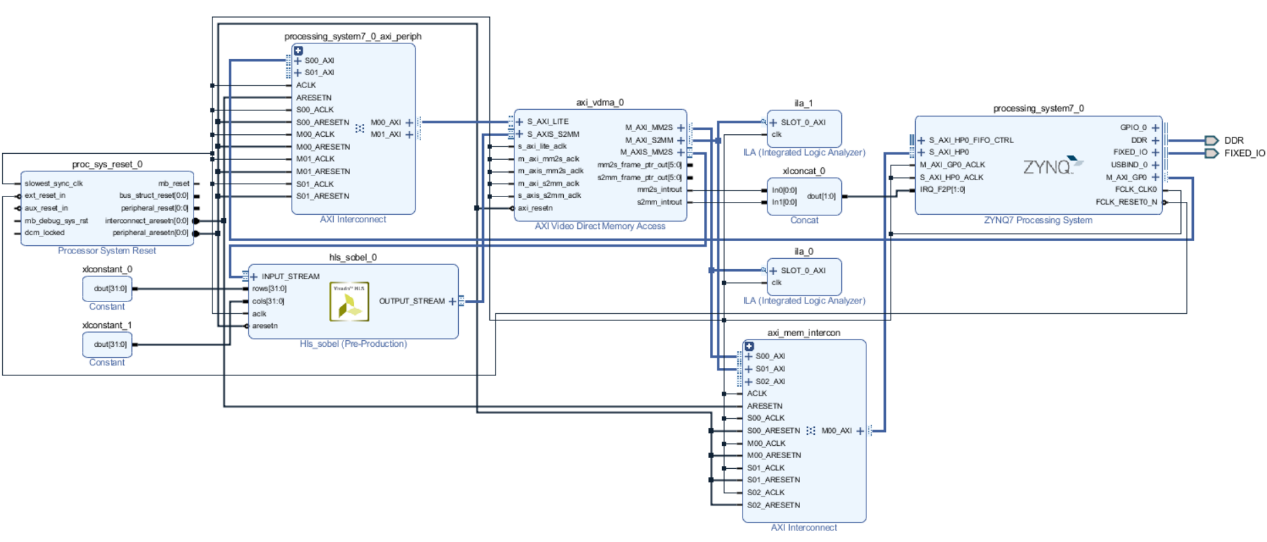 processing_system7_0_axi_periph
S00_AXI
S01_AXI
ACLK
ARESETN
S00_ACLK
S00_ARESETN
M00_ACLK
M00_ARESETN
M01_ACLK
M01_ARESETN
S01_ACLK
S01_ARESETN
M00_AXI
M01_AXI
AXI Interconnect
proc_sys_reset_0
slowest_sync_clk
ext_reset_in
aux_reset_in
mb_debug_sys_rst
dcm_locked
mb_reset
bus_struct_reset[0:0]
peripheral_reset[0:0]
interconnect_aresetn[0:0]
peripheral_aresetn[0:0]
Processor System Reset
xlconstant_0
dout[31:0]
Constant
xlconstant_1
dout[31:0]
Constant
hls_sobel_0
INPUT_STREAM
rows[31:0]
cols[31:0]
aclk
aresetn
OUTPUT_STREAM
Hls_sobel (Pre-Production)
axi_vdma_0
S_AXI_LITE
S_AXIS_S2MM
s_axi_lite_aclk
m_axi_mm2s_aclk
m_axis_mm2s_aclk
m_axi_s2mm_aclk
s_axis_s2mm_aclk
axi_resetn
M_AXI_MM2S
M_AXI_S2MM
M_AXIS_MM2S
mm2s_frame_ptr_out[5:0]
s2mm_frame_ptr_out[5:0]
mm2s_introut
s2mm_introut
AXI Video Direct Memory Access
ila_1
SLOT_0_AXI
clk
ILA (Integrated Logic Analyzer)
xlconcat_0
In0[0:0]
In1[0:0]
dout[1:0]
Concat
ila_0
SLOT_0_AXI
clk
ILA (Integrated Logic Analyzer)
axi_mem_intercon
S00_AXI
S01_AXI
S02_AXI
ACLK
ARESETN
S00_ACLK
S00_ARESETN
M00_ACLK
M00_ARESETN
S01_ACLK
S01_ARESETN
S02_ACLK
S02_ARESETN
M00_AXI
AXI Interconnect
processing_system7_0
S_AXI_HP0_FIFO_CTRL
S_AXI_HP0
M_AXI_GP0_ACLK
S_AXI_HP0_ACLK
IRQ_F2P[1:0]
ZYNQ
GPIO_0
DDR
FIXED_IO
USBIND_0
M_AXI_GP0
FCLK_CLK0
FCLK_RESET0_N
ZYNQ7 Processing System
DDR
FIXED_IO